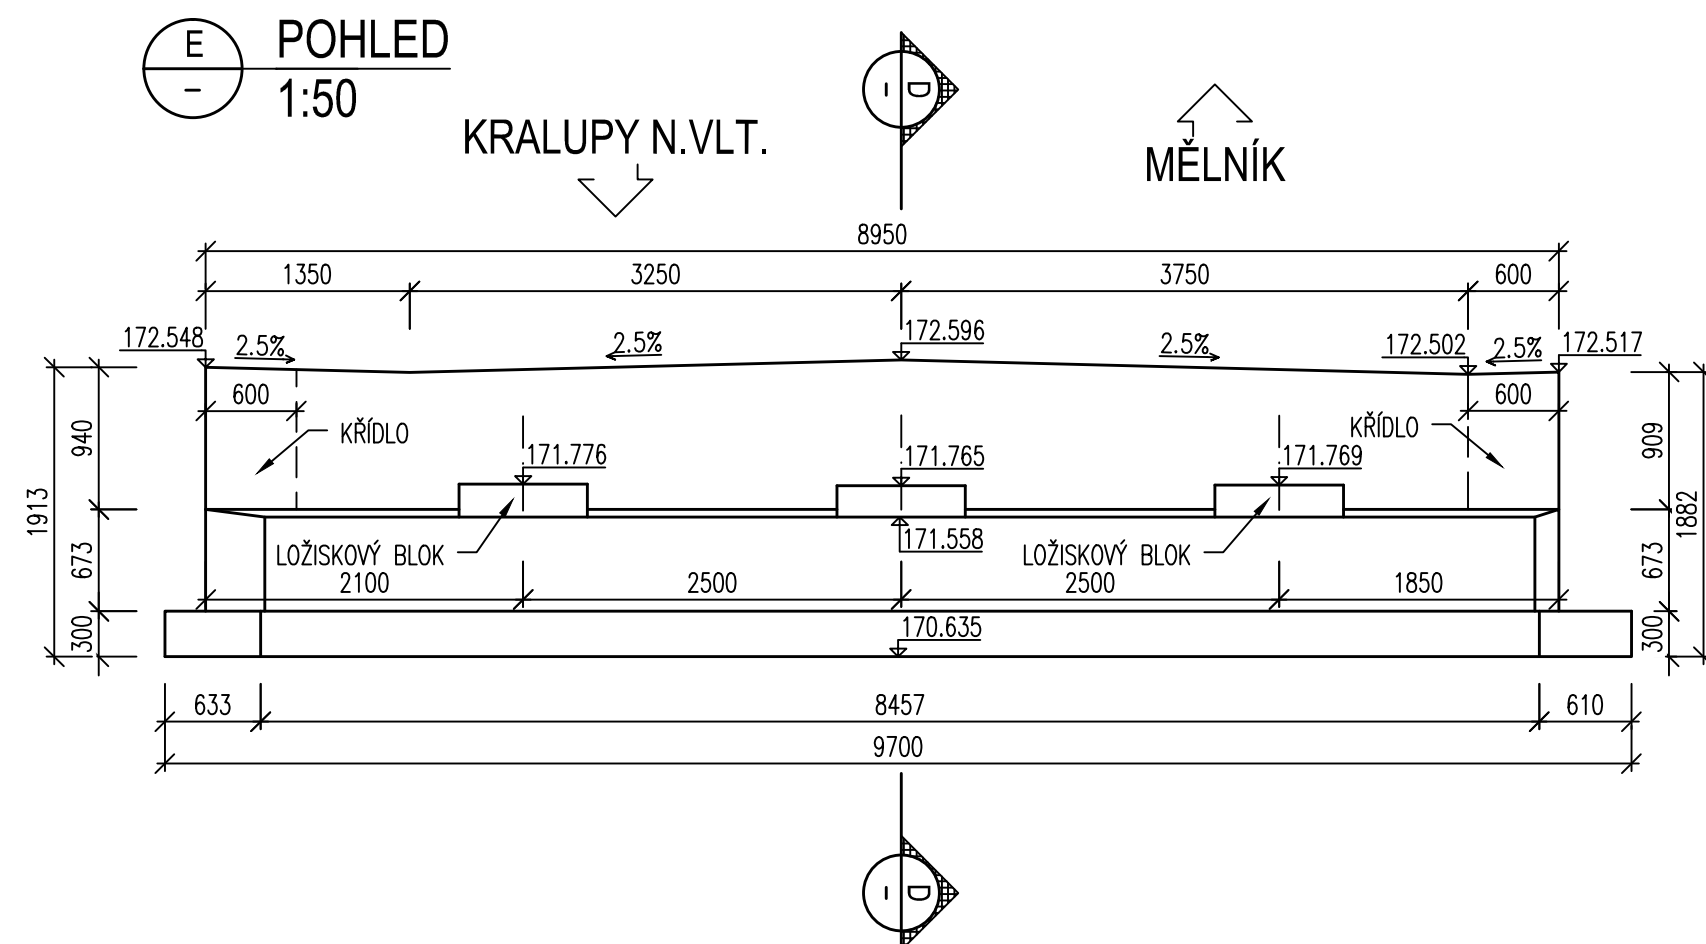 E POHLED
- 1:50
D
-
KRALUPY N.VLT.
MĚLNÍK
8950
1350 3250 3750 600
172.548 2.5% 2.5% 172.596 2.5% 172.502 2.5% 172.517
600 600
KŘÍDLO KŘÍDLO
940 909
171.776 171.765 171.769
1913 1882
LOŽISKOVÝ BLOK 171.558 LOŽISKOVÝ BLOK
673 673
2100 2500 2500 1850
300 170.635 300
633 8457 610
9700
D
-